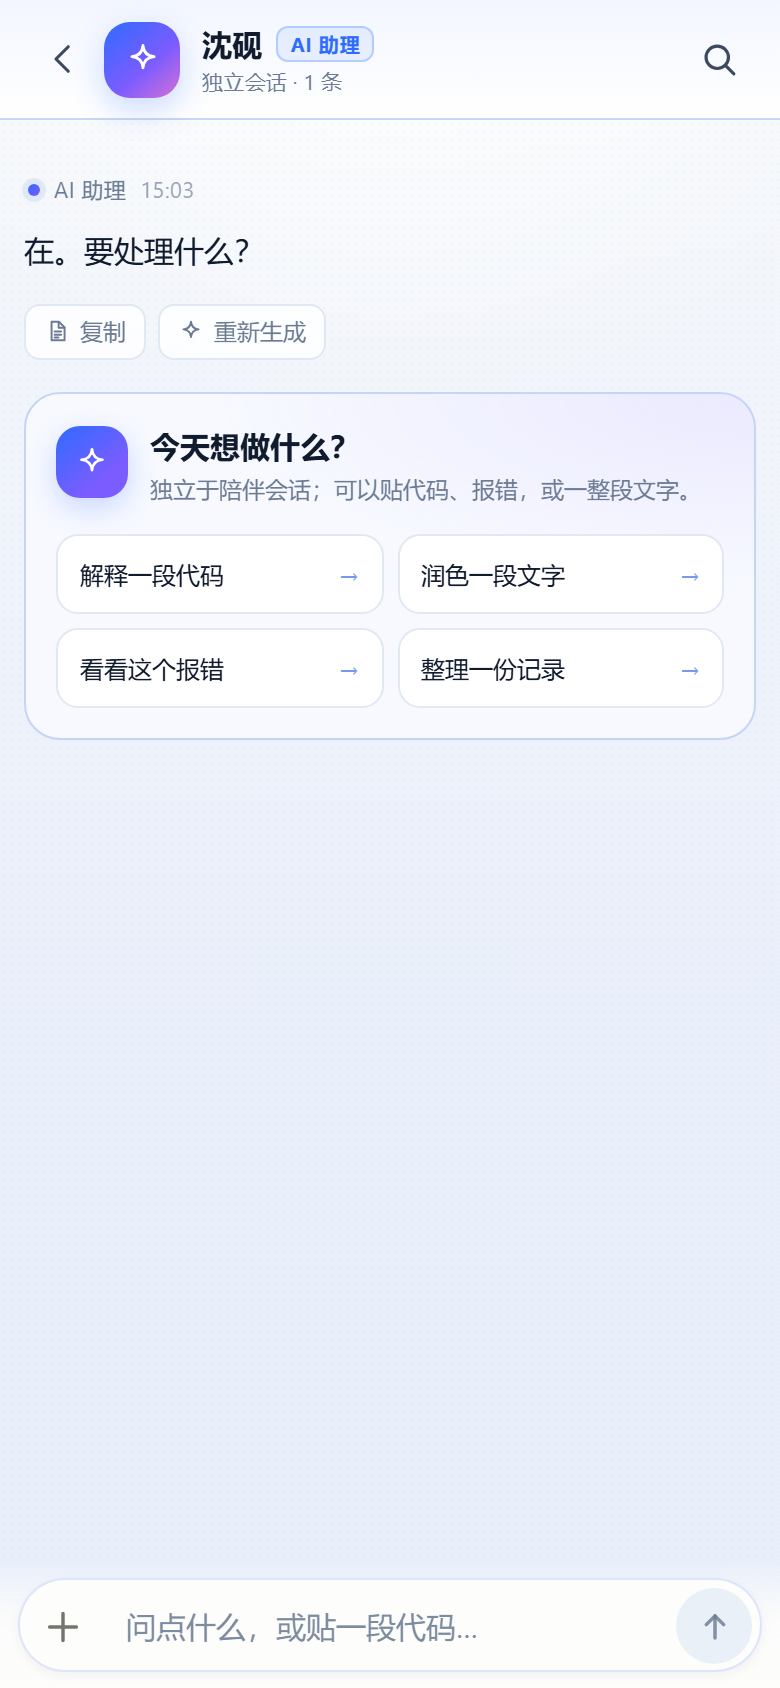 沈砚 AI 助理
独立会话 · 1 条
AI 助理 15:03
在。要处理什么？
复制 重新生成
今天想做什么？
独立于陪伴会话；可以贴代码、报错，或一整段文字。
解释一段代码 → 润色一段文字 →
看看这个报错 → 整理一份记录 →
问点什么，或贴一段代码...